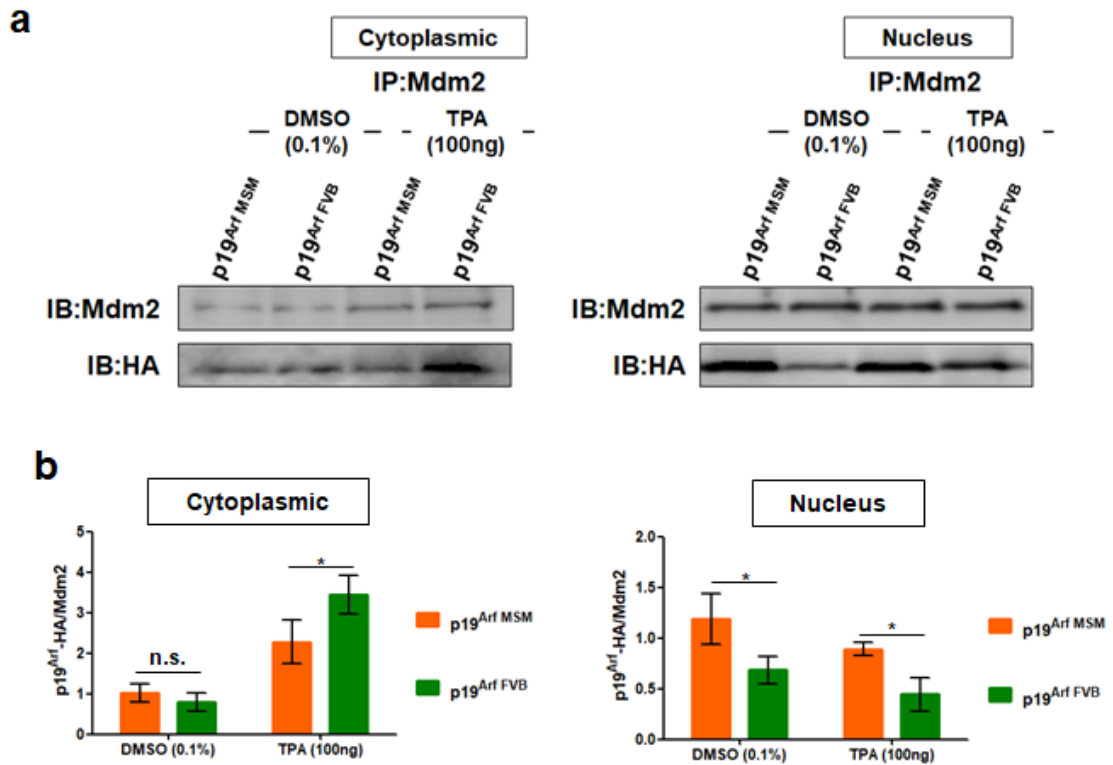 a
Cytoplasmic
IP:Mdm2
DMSO
(0.1%)
TPA
(100ng)
p19Arf MSM
p19Arf FVB
p19Arf MSM
p19Arf FVB
IB:Mdm2
IB:HA
Nucleus
IP:Mdm2
DMSO
(0.1%)
TPA
(100ng)
p19Arf MSM
p19Arf FVB
p19Arf MSM
p19Arf FVB
IB:Mdm2
IB:HA
b
Cytoplasmic
p19Arf-HA/Mdm2
5
4
3
2
1
0
n.s.
*
DMSO (0.1%)
TPA (100ng)
p19Arf MSM
p19Arf FVB
Nucleus
p19Arf-HA/Mdm2
2.0
1.5
1.0
0.5
0.0
*
*
DMSO (0.1%)
TPA (100ng)
p19Arf MSM
p19Arf FVB